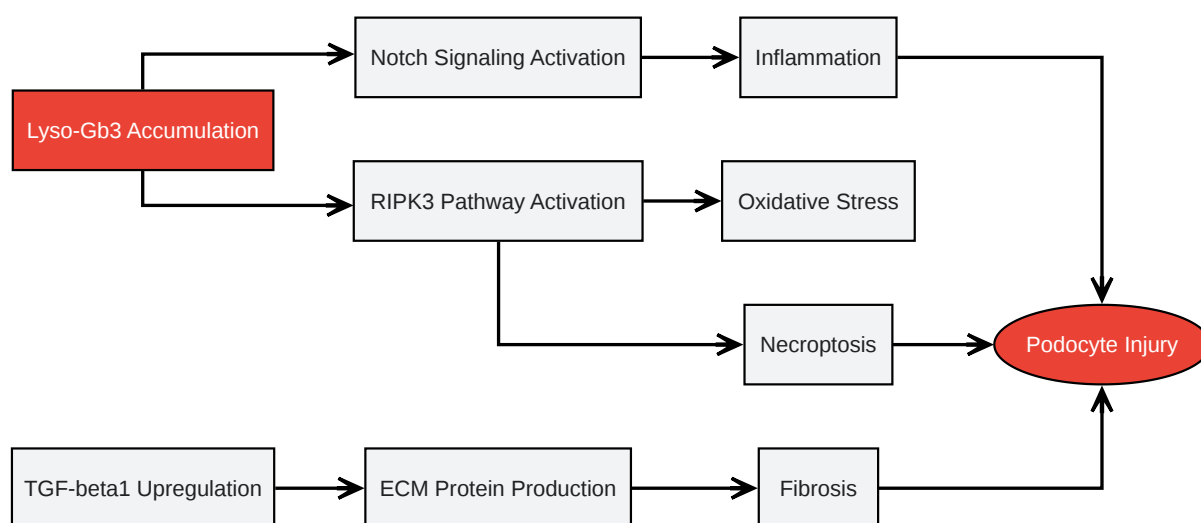 Notch Signaling Activation
Inflammation
Lyso-Gb3 Accumulation
RIPK3 Pathway Activation
Oxidative Stress
Necroptosis
Podocyte Injury
TGF-beta1 Upregulation
ECM Protein Production
Fibrosis